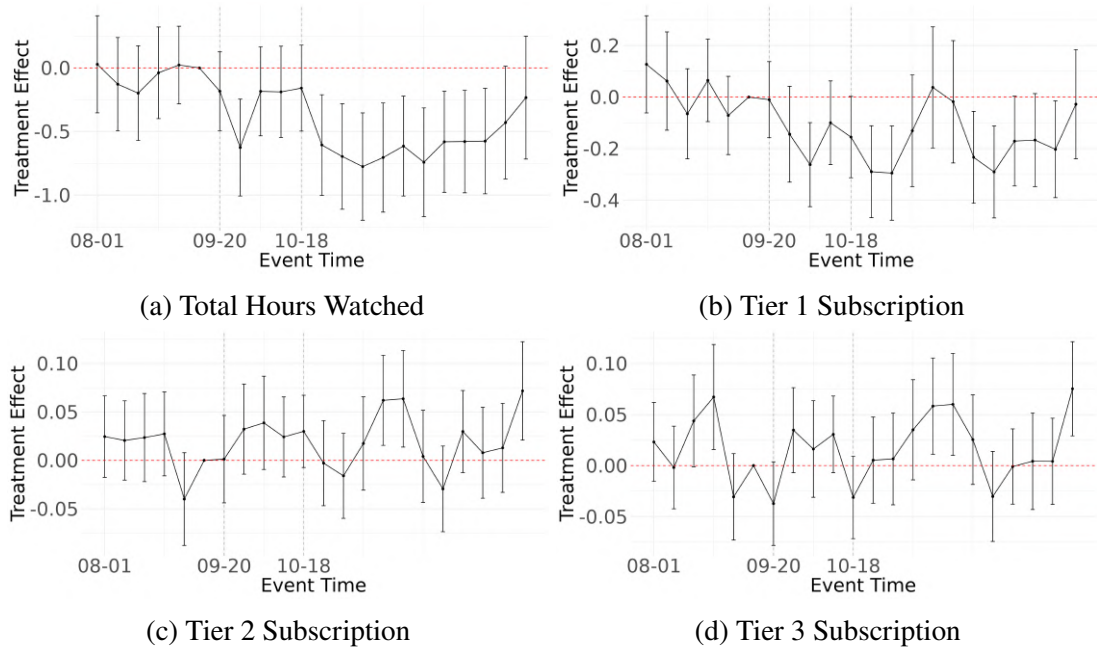 Treatment Effect
0.0
-0.5
-1.0
08-01 09-20 10-18
Event Time
(a) Total Hours Watched
Treatment Effect
0.2
0.0
-0.2
-0.4
08-01 09-20 10-18
Event Time
(b) Tier 1 Subscription
Treatment Effect
0.10
0.05
0.00
-0.05
08-01 09-20 10-18
Event Time
(c) Tier 2 Subscription
Treatment Effect
0.10
0.05
0.00
-0.05
08-01 09-20 10-18
Event Time
(d) Tier 3 Subscription